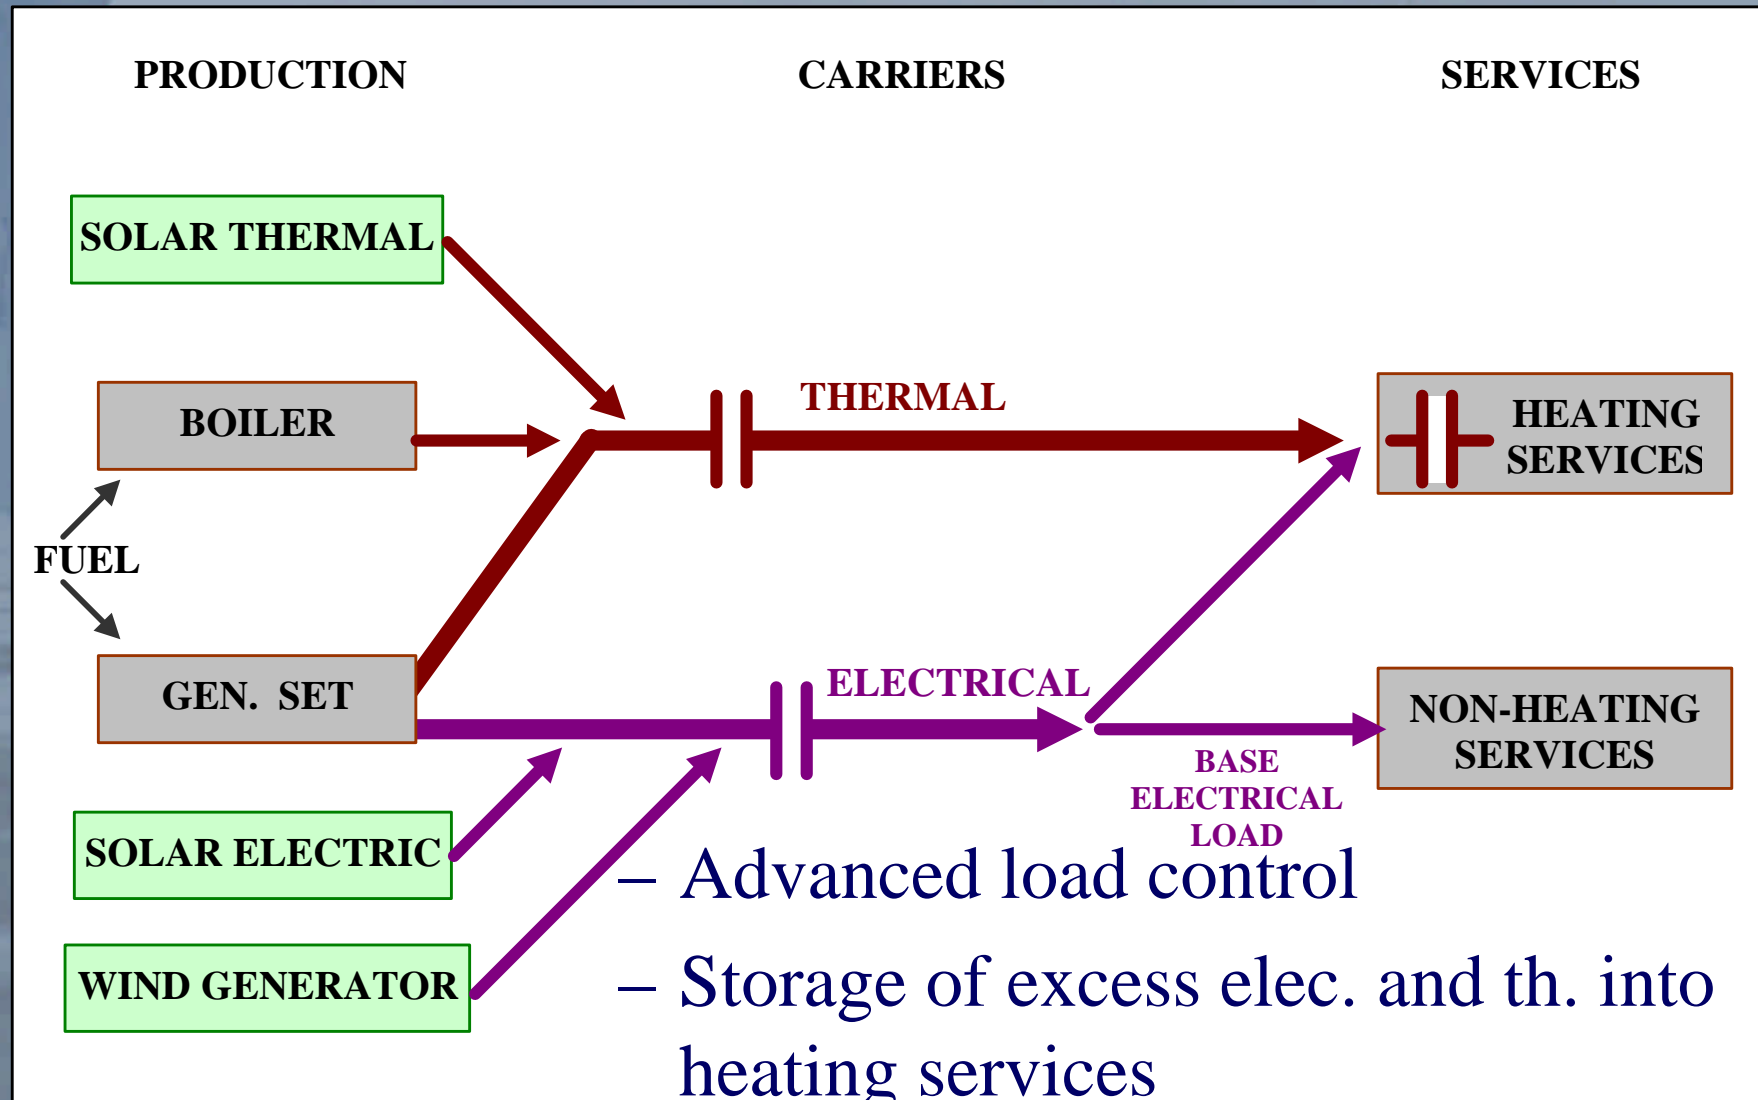 PRODUCTION
CARRIERS
SERVICES
SOLAR THERMAL
BOILER
THERMAL
HEATING
SERVICES
FUEL
GEN. SET
ELECTRICAL
NON-HEATING
SERVICES
BASE
ELECTRICAL
LOAD
SOLAR ELECTRIC
– Advanced load control
WIND GENERATOR
– Storage of excess elec. and th. into
heating services